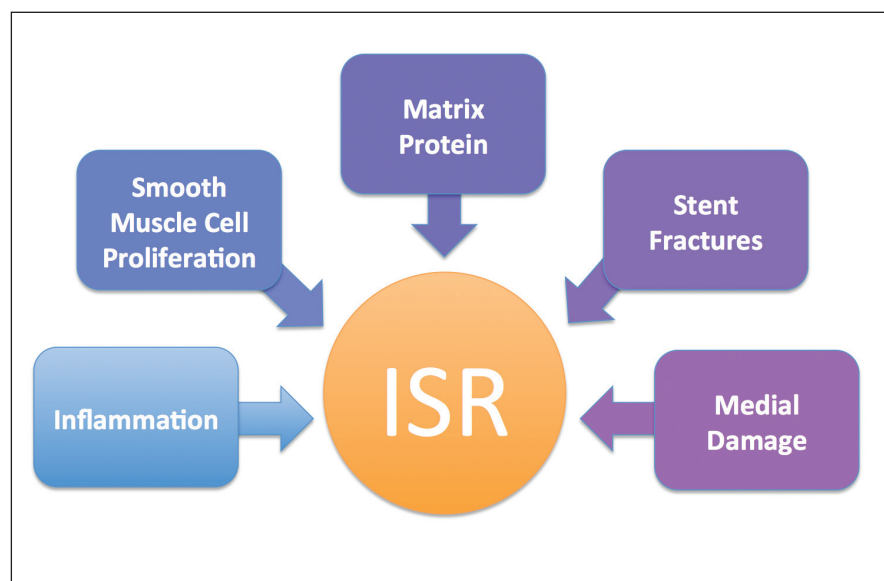 Matrix
Protein
Smooth
Muscle Cell
Proliferation
Stent
Fractures
Inflammation
ISR
Medial
Damage